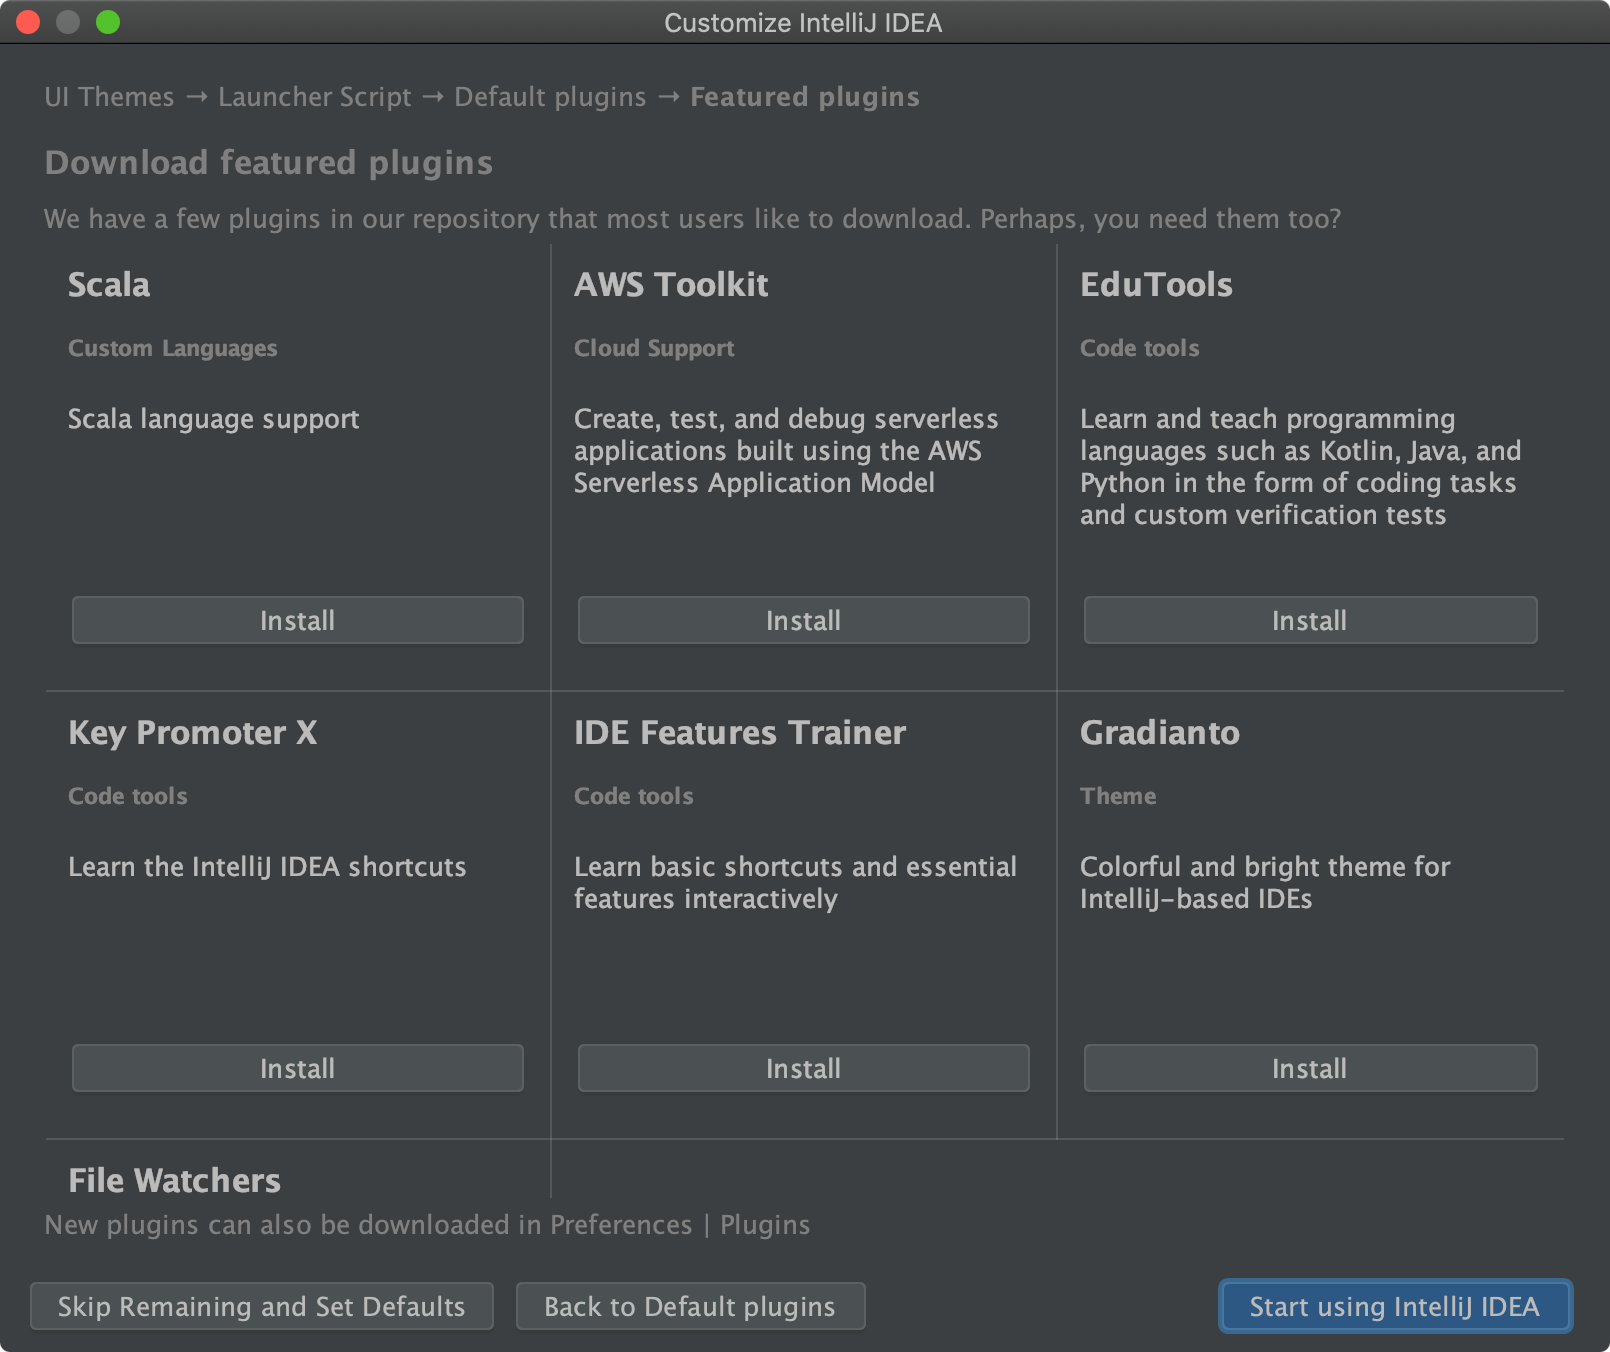 Customize IntelliJ IDEA
UI Themes → Launcher Script → Default plugins → Featured plugins
Download featured plugins
We have a few plugins in our repository that most users like to download. Perhaps, you need them too?
Scala
Custom Languages
Scala language support
Install
AWS Toolkit
Cloud Support
Create, test, and debug serverless
applications built using the AWS
Serverless Application Model
Install
EduTools
Code tools
Learn and teach programming
languages such as Kotlin, Java, and
Python in the form of coding tasks
and custom verification tests
Install
Key Promoter X
Code tools
Learn the IntelliJ IDEA shortcuts
Install
IDE Features Trainer
Code tools
Learn basic shortcuts and essential
features interactively
Install
Gradianto
Theme
Colorful and bright theme for
IntelliJ-based IDEs
Install
File Watchers
New plugins can also be downloaded in Preferences | Plugins
Skip Remaining and Set Defaults
Back to Default plugins
Start using IntelliJ IDEA